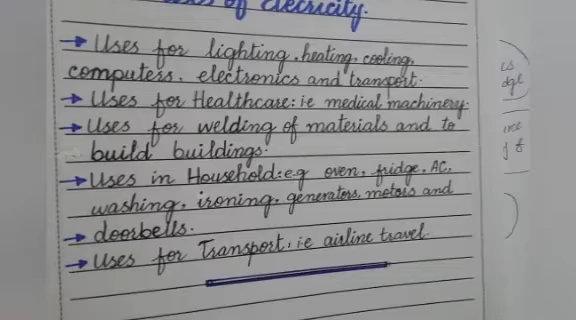 Uses of Electricity.
→ Uses for lighting, heating, cooling,
computers, electronics and transport.
→ Uses for Healthcare: ie medical machinery.
→ Uses for welding of materials and to
build buildings.
→ Uses in Household: e.g oven, fridge, AC,
washing, ironing, generators, motors and
→ doorbells.
→ Uses for Transport, ie airline travel.